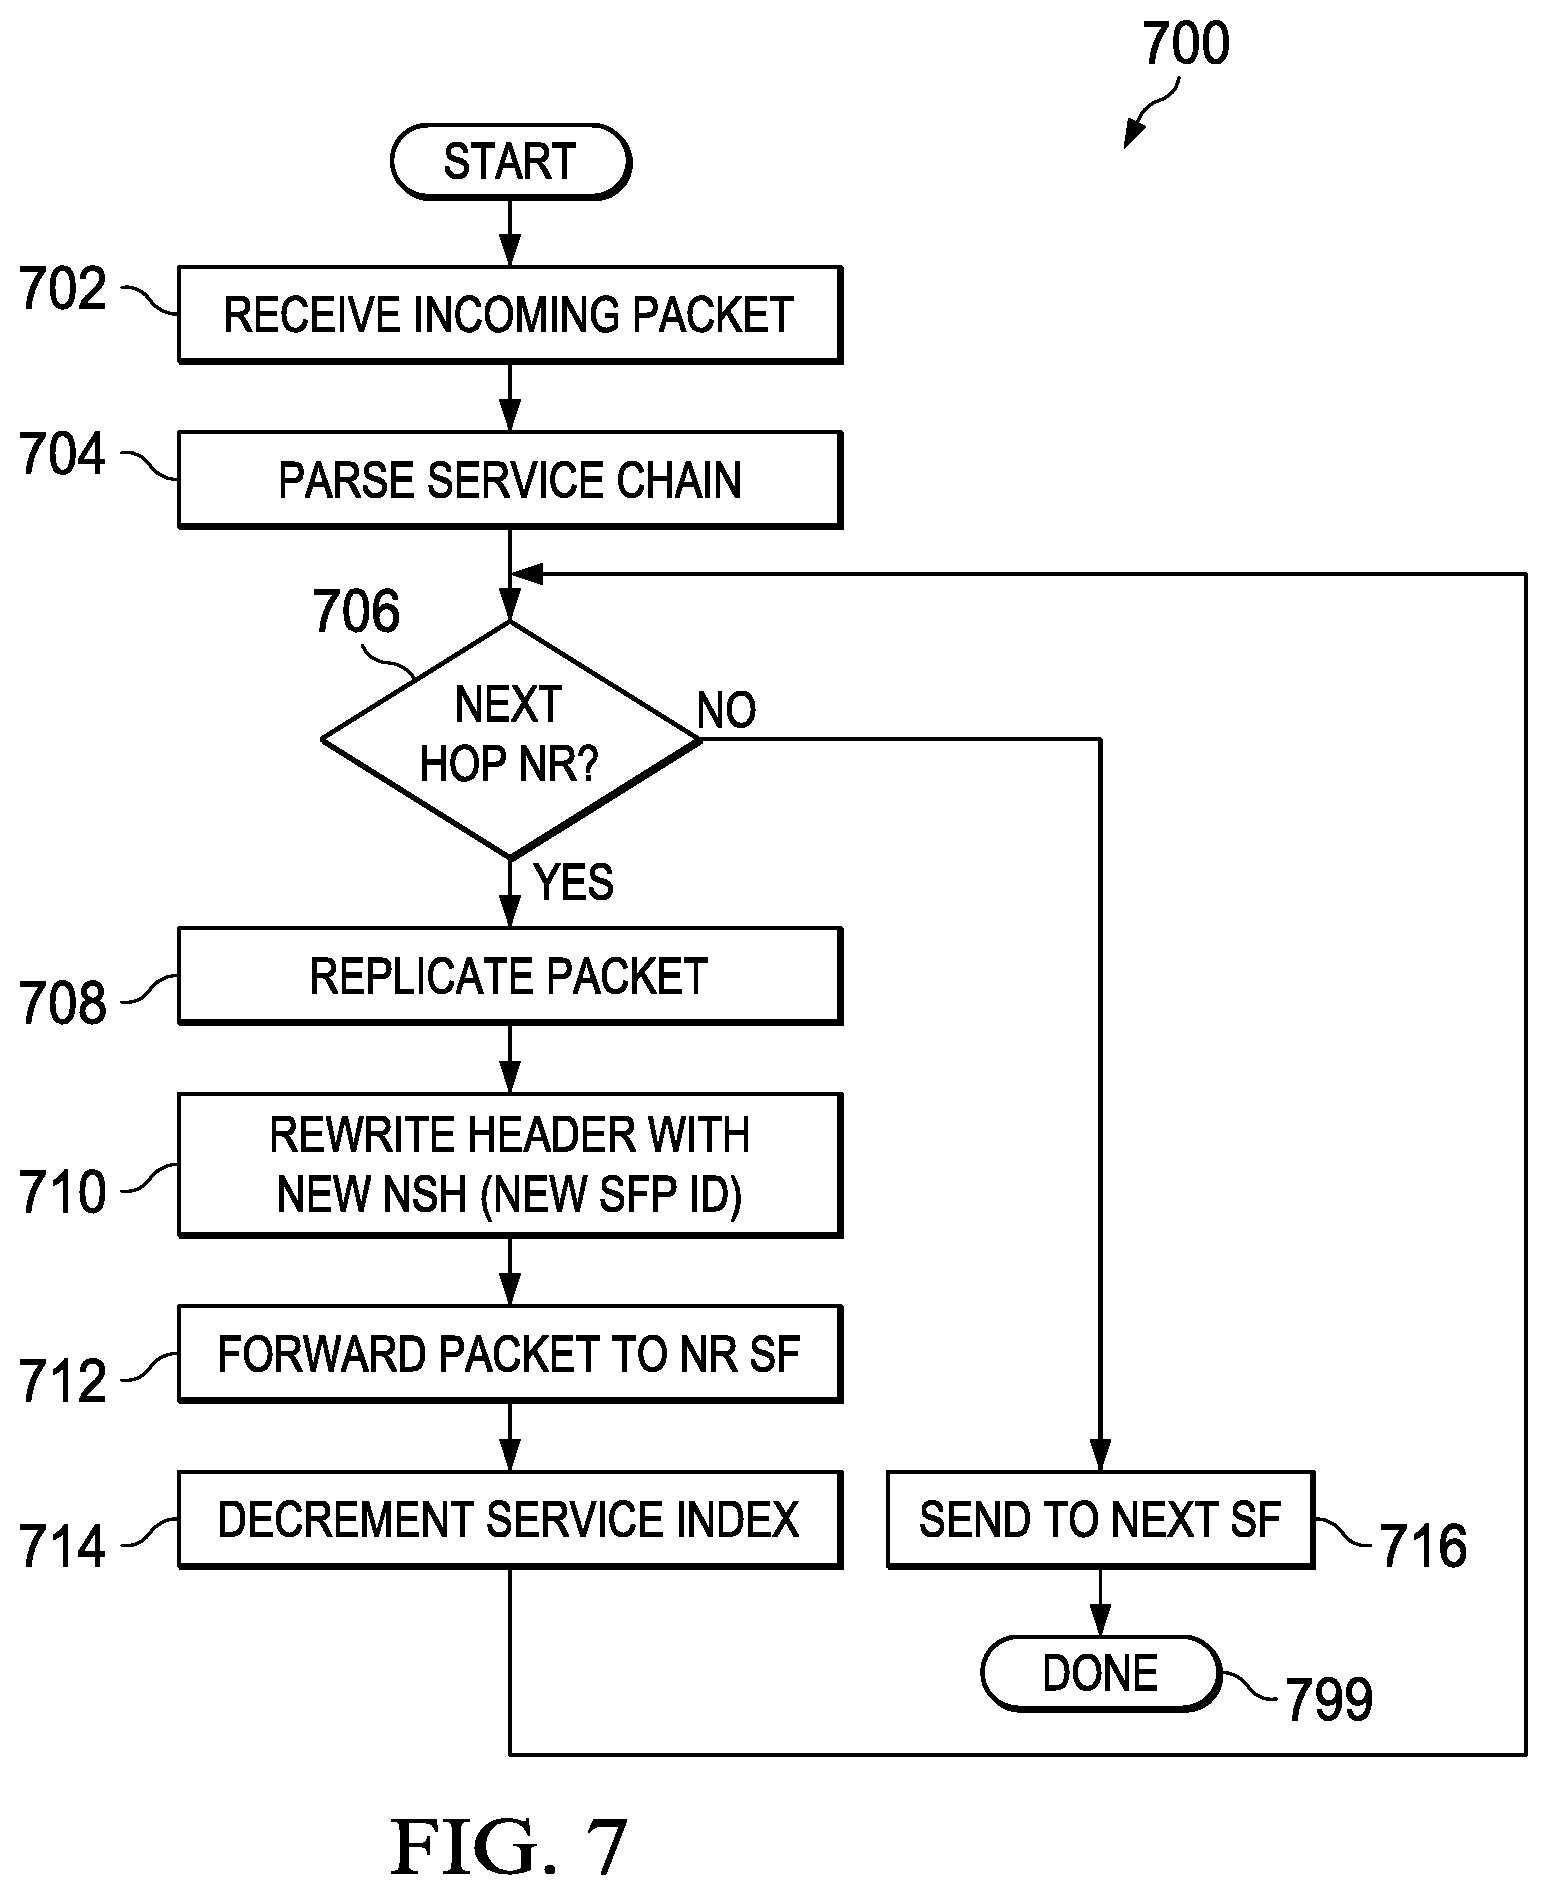 700
START
702
RECEIVE INCOMING PACKET
704
PARSE SERVICE CHAIN
706
NEXT
HOP NR?
NO
YES
708
REPLICATE PACKET
710
REWRITE HEADER WITH
NEW NSH (NEW SFP ID)
712
FORWARD PACKET TO NR SF
714
DECREMENT SERVICE INDEX
SEND TO NEXT SF
716
DONE
799
FIG. 7